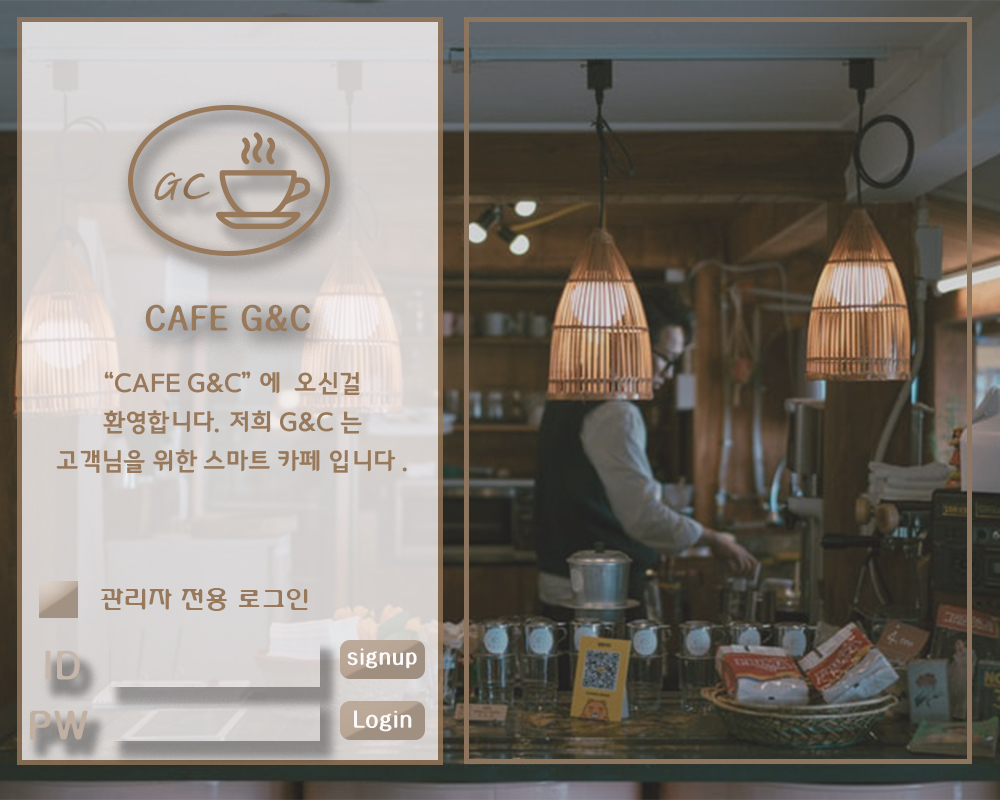 GC
CAFE G&C
“CAFE G&C” 에 오신걸
환영합니다. 저희 G&C 는
고객님을 위한 스마트 카페 입니다 .
관리자 전용 로그인
ID
signup
PW
Login